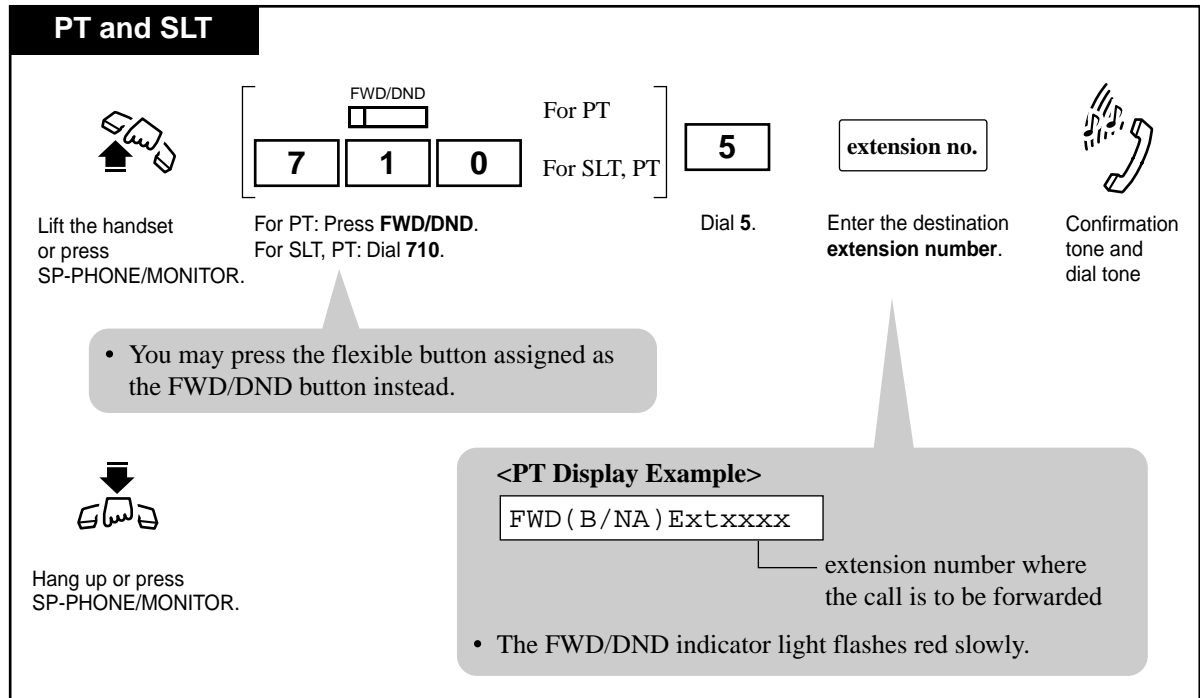 PT and SLT
FWD/DND
For PT
7 1 0
For SLT, PT
5
extension no.
Lift the handset
or press
SP-PHONE/MONITOR.
For PT: Press FWD/DND.
For SLT, PT: Dial 710.
Dial 5.
Enter the destination
extension number.
Confirmation
tone and
dial tone
• You may press the flexible button assigned as
the FWD/DND button instead.
Hang up or press
SP-PHONE/MONITOR.
<PT Display Example>
FWD(B/NA)Extxxxx
extension number where
the call is to be forwarded
• The FWD/DND indicator light flashes red slowly.